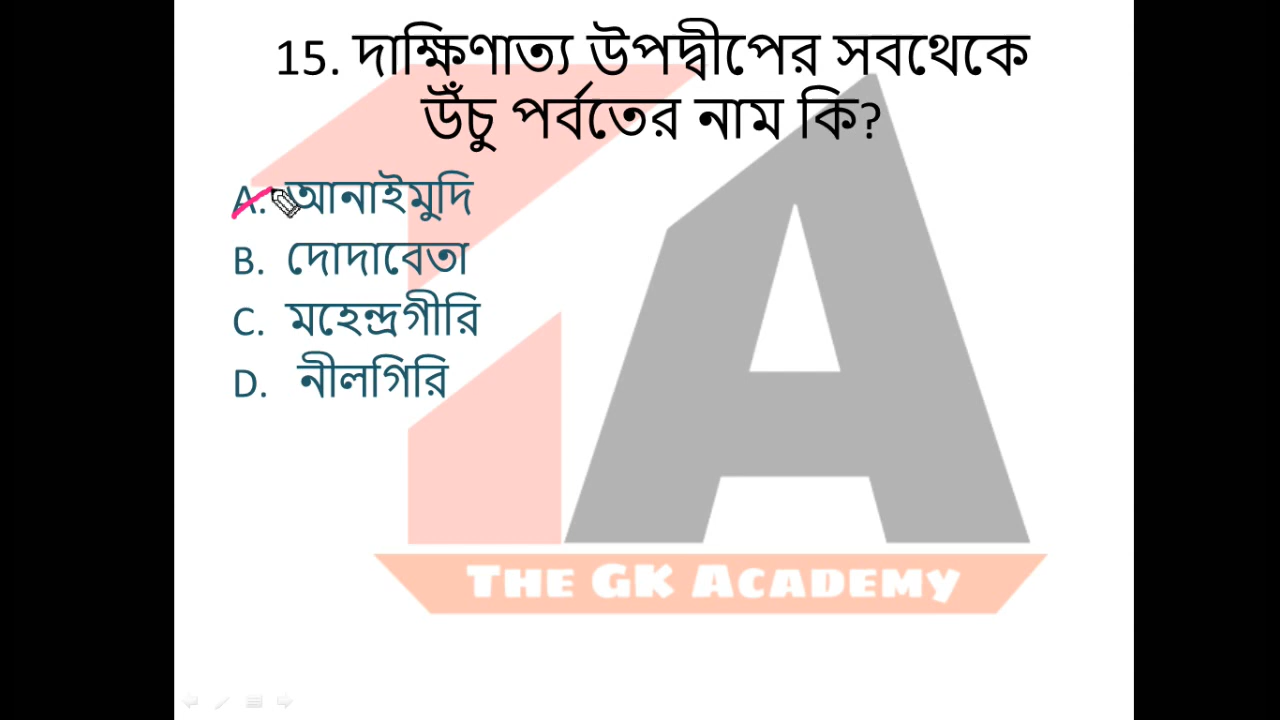 15. দাক্ষিণাত্য উপদ্বীপের সবথেকে
উঁচু পর্বতের নাম কি?
A. আনাইমুদি
B. দোদাবেতা
C. মহেন্দ্রগীরি
D. নীলগিরি
THE GK ACADEMY